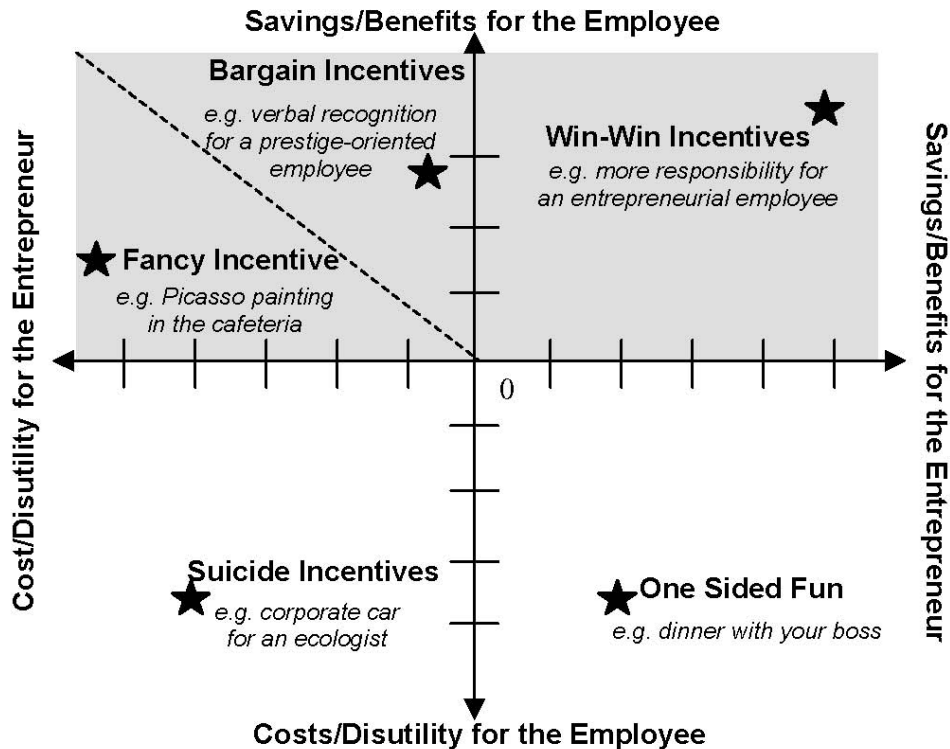 Savings/Benefits for the Employee
Bargain Incentives
e.g. verbal recognition
for a prestige-oriented
employee
Win-Win Incentives
e.g. more responsibility for
an entrepreneurial employee
Fancy Incentive
e.g. Picasso painting
in the cafeteria
Cost/Disutility for the Entrepreneur
Savings/Benefits for the Entrepreneur
0
Suicide Incentives
e.g. corporate car
for an ecologist
One Sided Fun
e.g. dinner with your boss
Costs/Disutility for the Employee